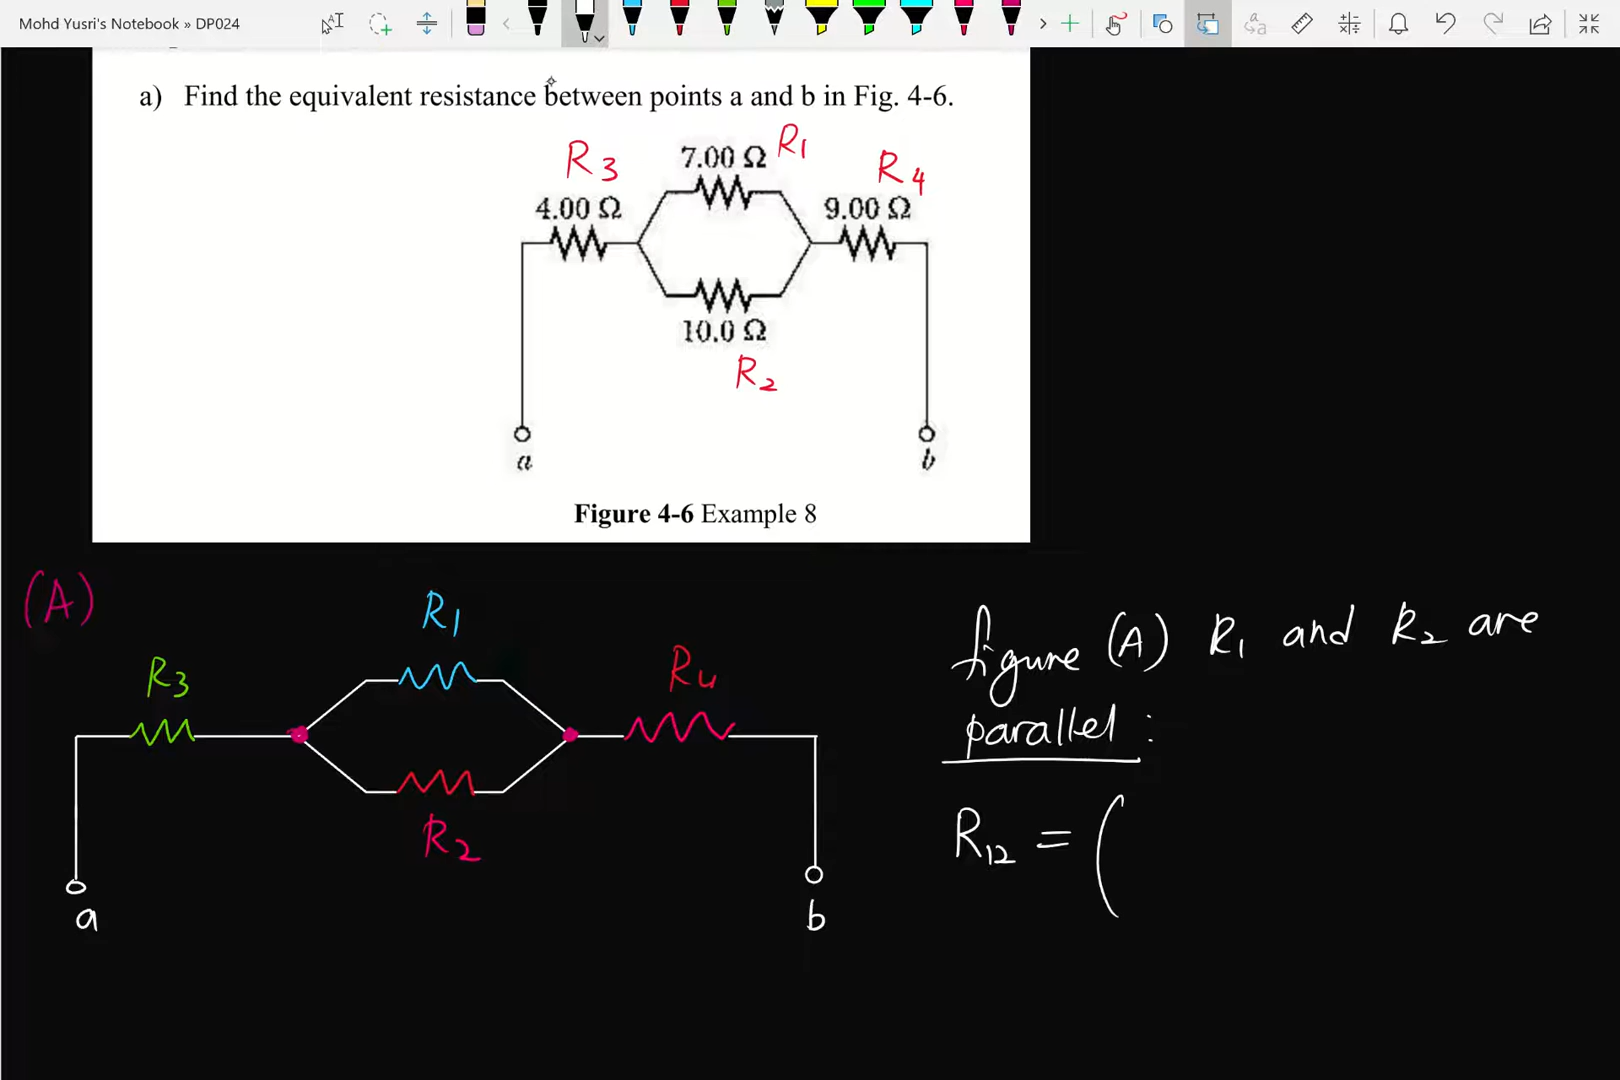 Mohd Yusri's Notebook » DP024
a) Find the equivalent resistance between points a and b in Fig. 4-6.
R3
7.00 Ω R1
R4
4.00 Ω
9.00 Ω
10.0 Ω
R2
a
b
Figure 4-6 Example 8
(A)
R1
R3
R4
R2
a
b
figure (A) R1 and R2 are
parallel :
R12 = (